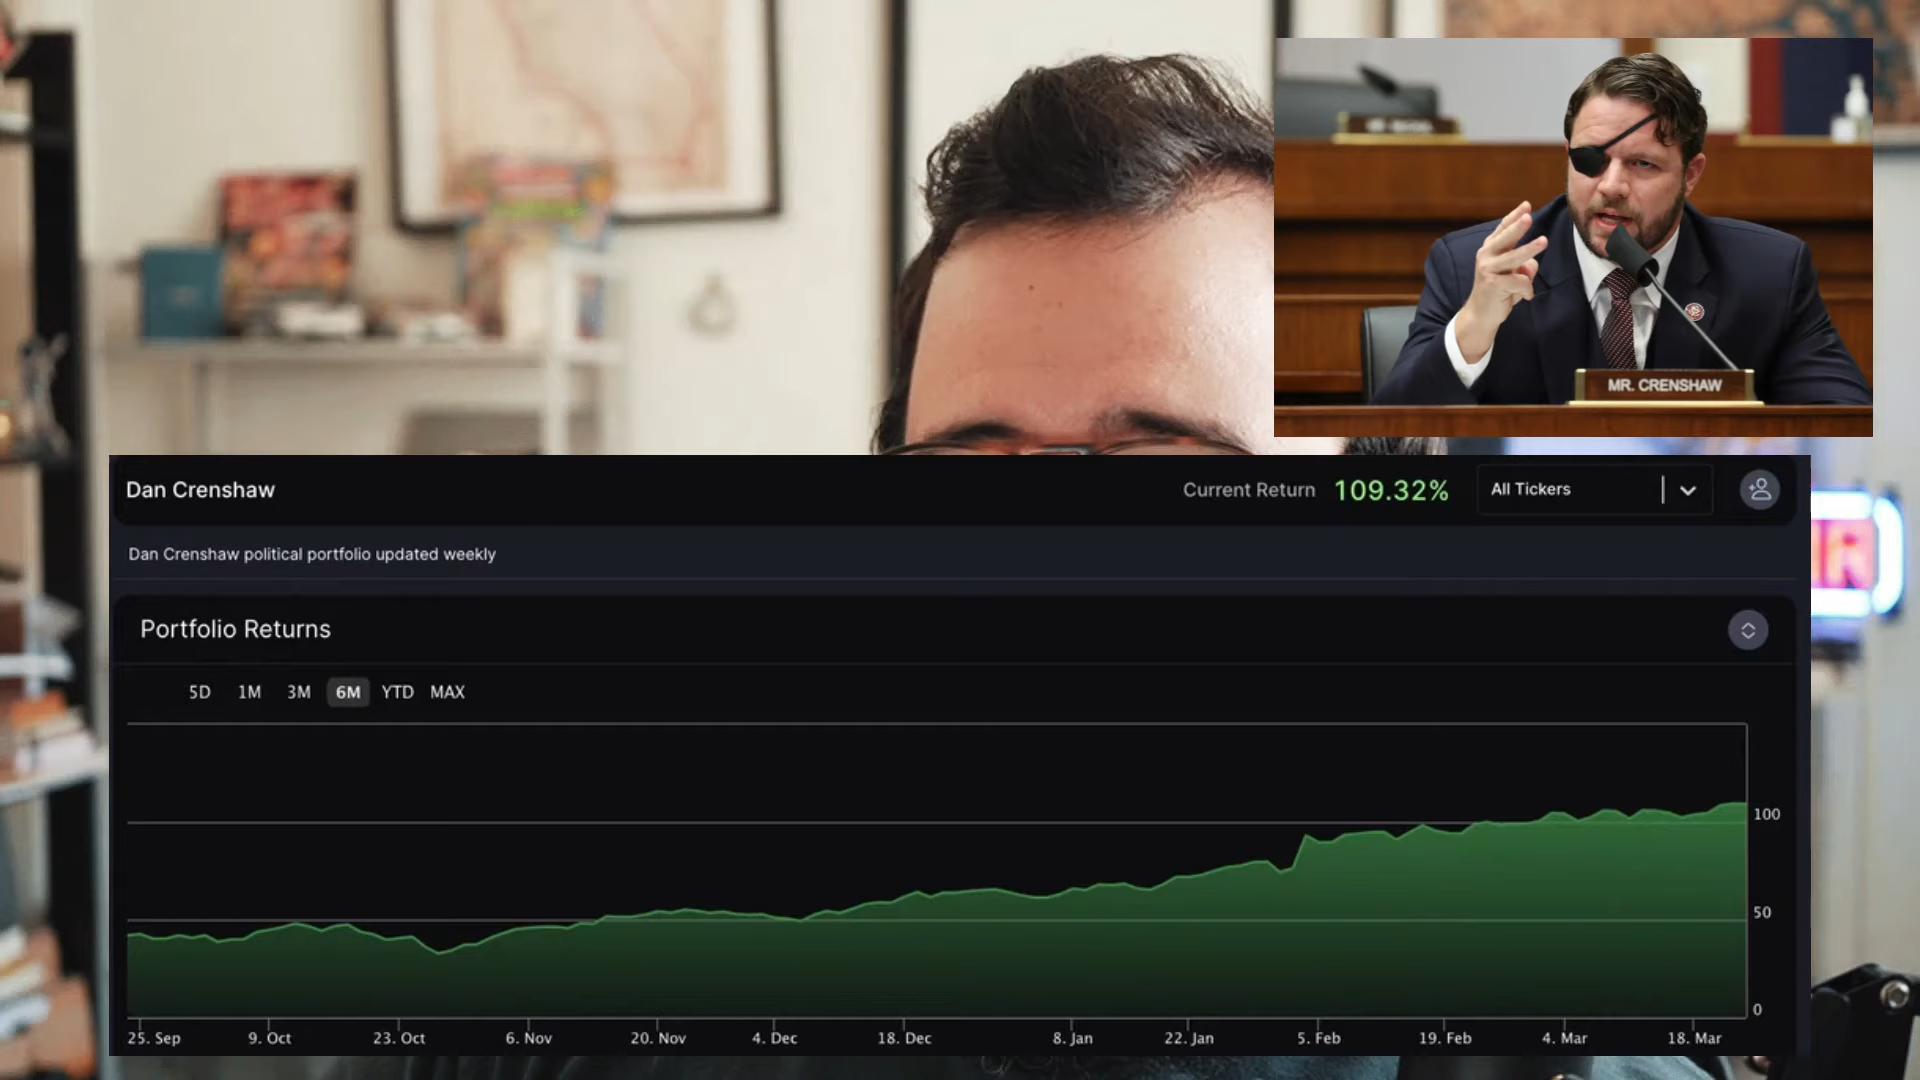 MR. CRENSHAW
Dan Crenshaw
Current Return 109.32% All Tickers
Dan Crenshaw political portfolio updated weekly
Portfolio Returns
5D 1M 3M 6M YTD MAX
100
50
0
25. Sep 9. Oct 23. Oct 6. Nov 20. Nov 4. Dec 18. Dec 8. Jan 22. Jan 5. Feb 19. Feb 4. Mar 18. Mar